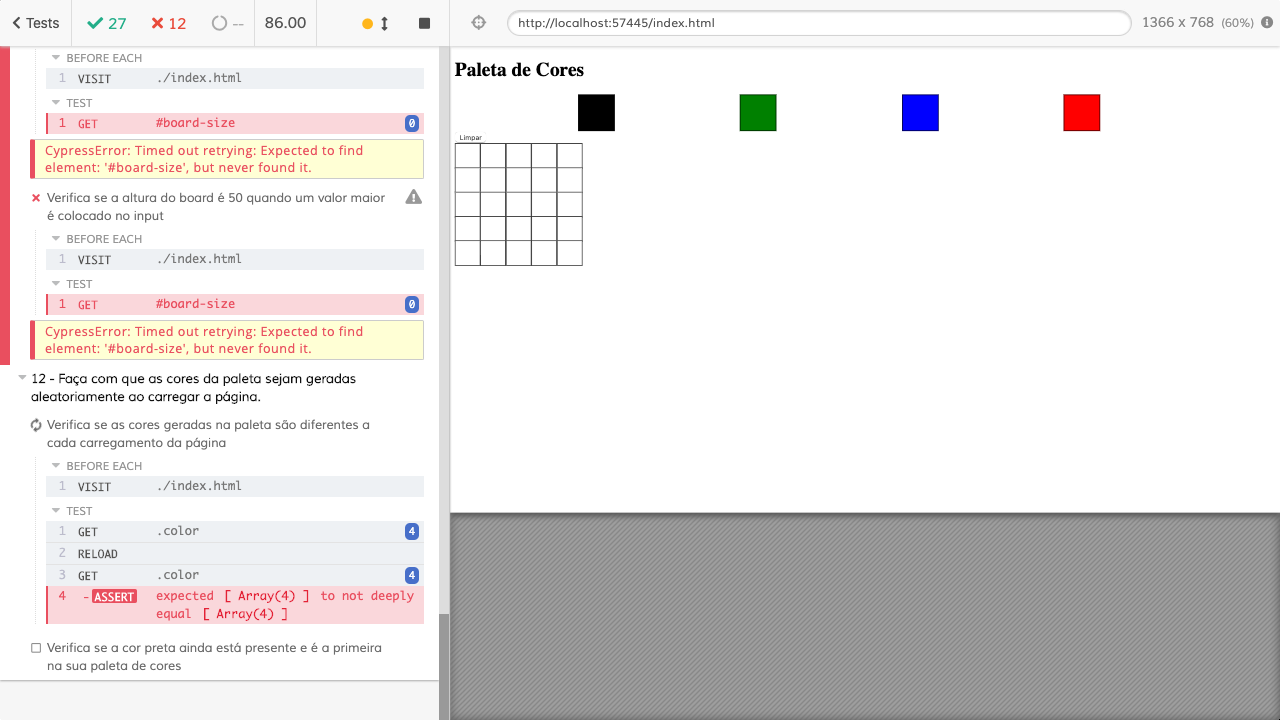 Tests
27
12
--
86.00
http://localhost:57445/index.html
1366 x 768 (60%)
BEFORE EACH
1 VISIT ./index.html
TEST
1 GET #board-size 0
CypressError: Timed out retrying: Expected to find
element: '#board-size', but never found it.
Verifica se a altura do board é 50 quando um valor maior
é colocado no input
BEFORE EACH
1 VISIT ./index.html
TEST
1 GET #board-size 0
CypressError: Timed out retrying: Expected to find
element: '#board-size', but never found it.
12 - Faça com que as cores da paleta sejam geradas
aleatoriamente ao carregar a página.
Verifica se as cores geradas na paleta são diferentes a
cada carregamento da página
BEFORE EACH
1 VISIT ./index.html
TEST
1 GET .color 4
2 RELOAD
3 GET .color 4
4 -ASSERT expected [ Array(4) ] to not deeply
equal [ Array(4) ]
Verifica se a cor preta ainda está presente e é a primeira
na sua paleta de cores
Paleta de Cores
Limpar